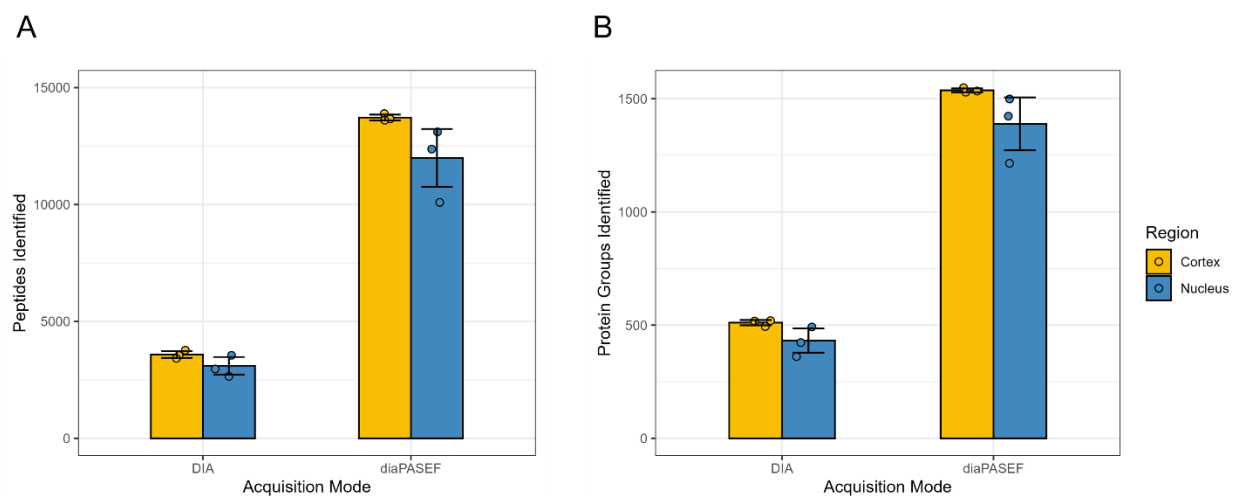 A
Peptides Identified
15000
10000
5000
0
DIA
diaPASEF
Acquisition Mode
B
Protein Groups Identified
1500
1000
500
0
DIA
diaPASEF
Acquisition Mode
Region
Cortex
Nucleus